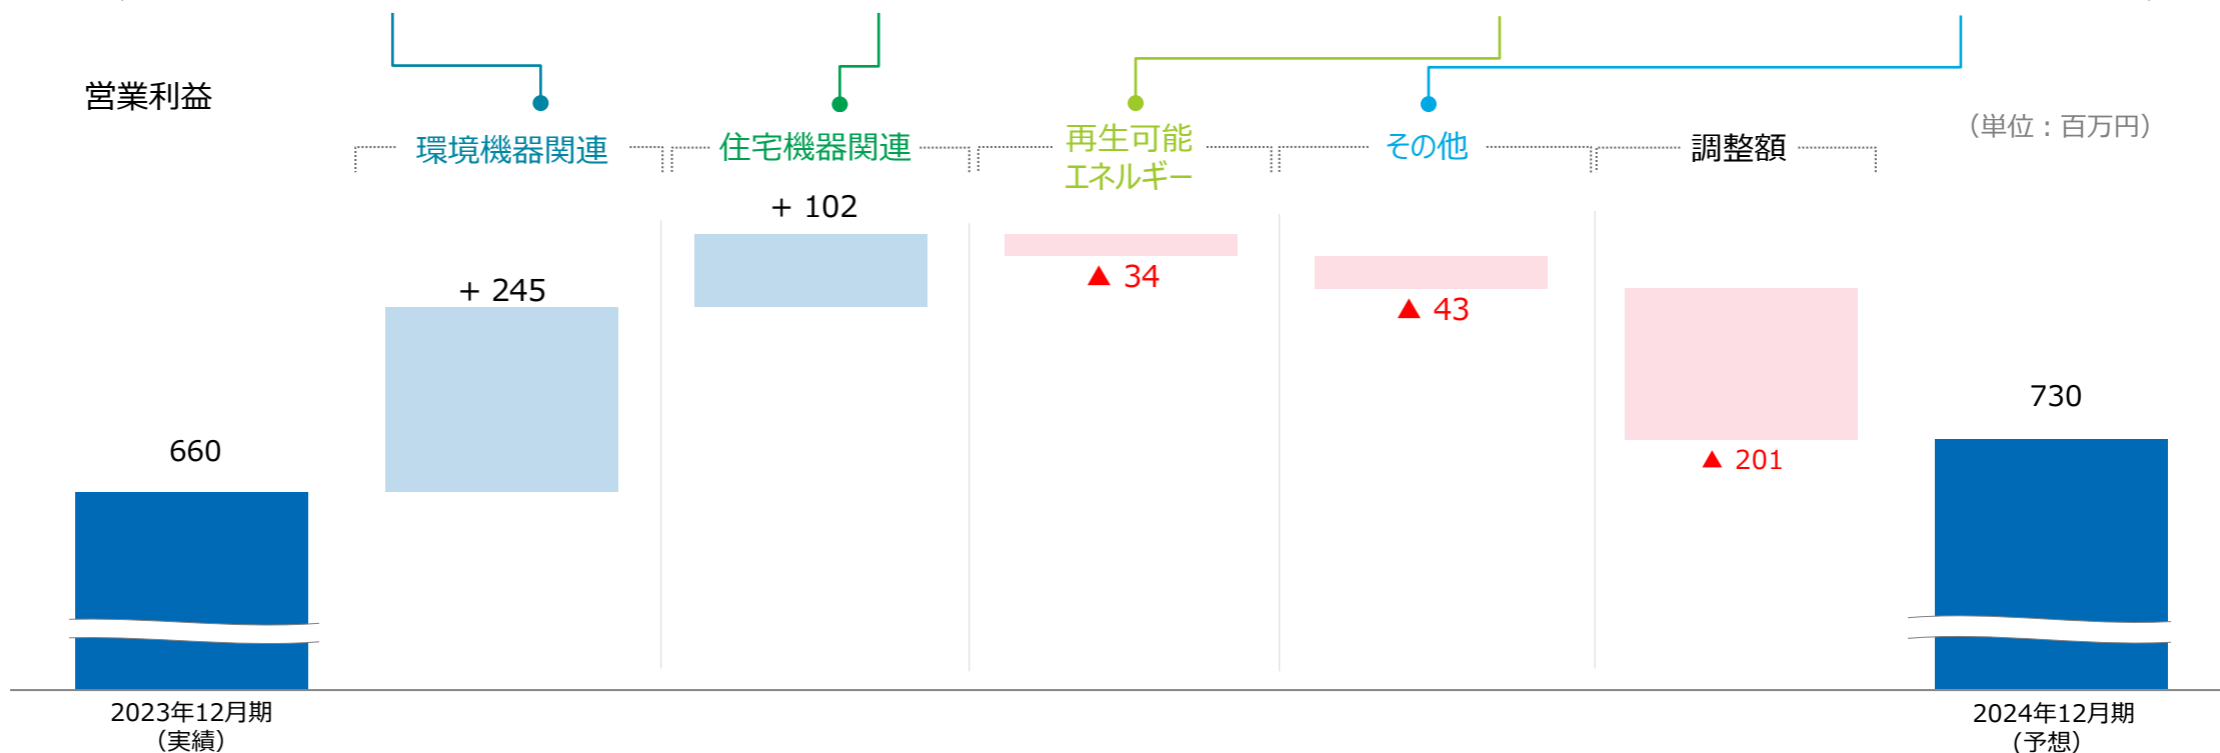 営業利益
(単位：百万円)
環境機器関連
住宅機器関連
再生可能
エネルギー
その他
調整額
+ 102
+ 245
▲ 34
▲ 43
▲ 201
660
730
2023年12月期
(実績)
2024年12月期
(予想)